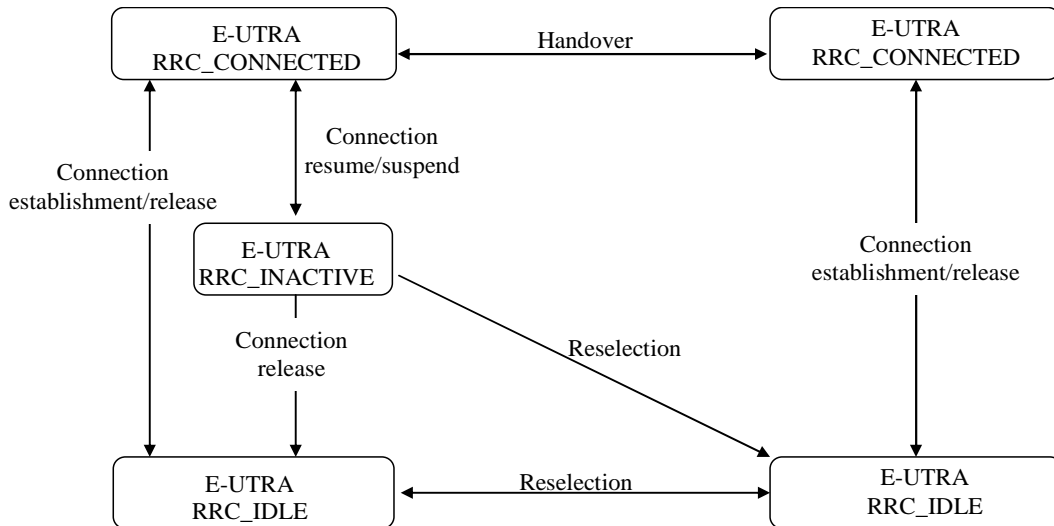 E-UTRA
RRC_CONNECTED
Handover
E-UTRA
RRC_CONNECTED
Connection
resume/suspend
Connection
establishment/release
E-UTRA
RRC_INACTIVE
Connection
establishment/release
Connection
release
Reselection
E-UTRA
RRC_IDLE
Reselection
E-UTRA
RRC_IDLE